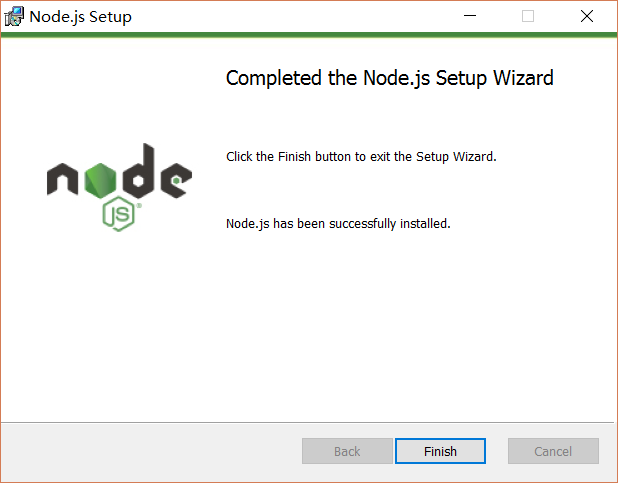 Node.js Setup
Completed the Node.js Setup Wizard
Click the Finish button to exit the Setup Wizard.
node
JS
Node.js has been successfully installed.
Back
Finish
Cancel